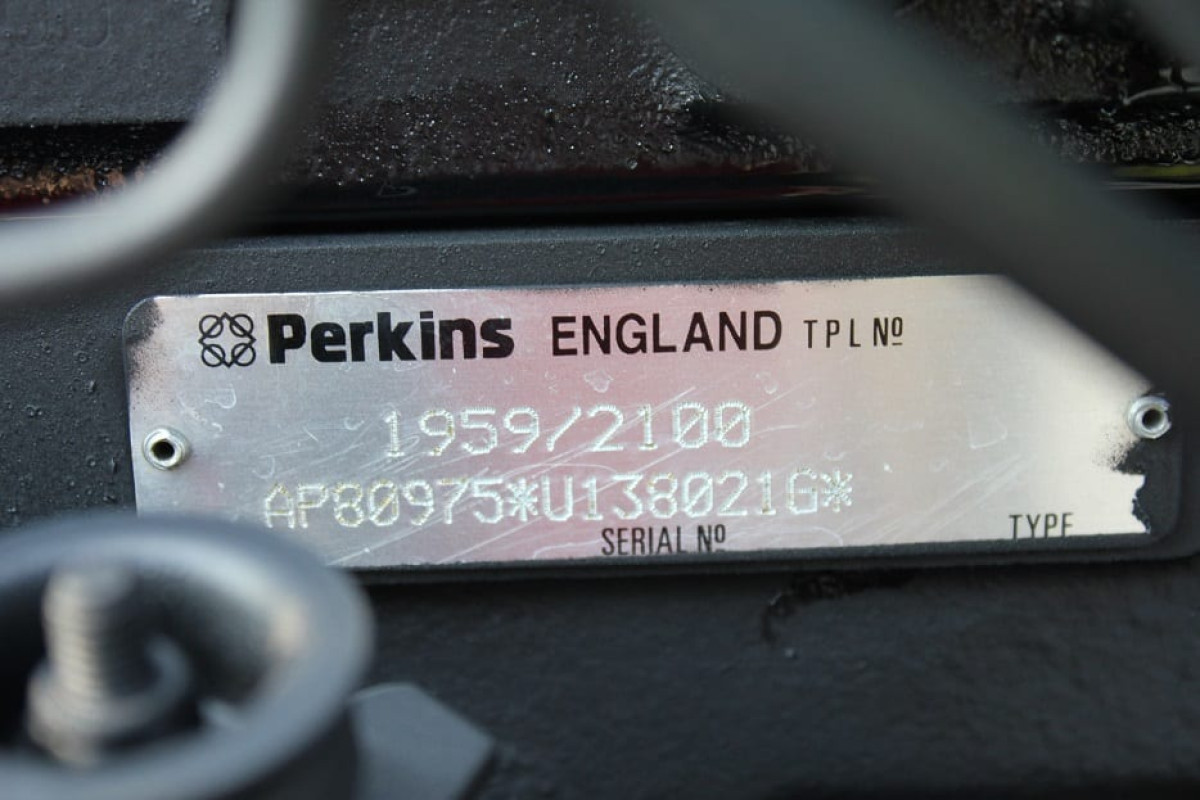 Perkins ENGLAND TPL Nº
1959/2100
AP80975*U138021G*
SERIAL Nº TYPE